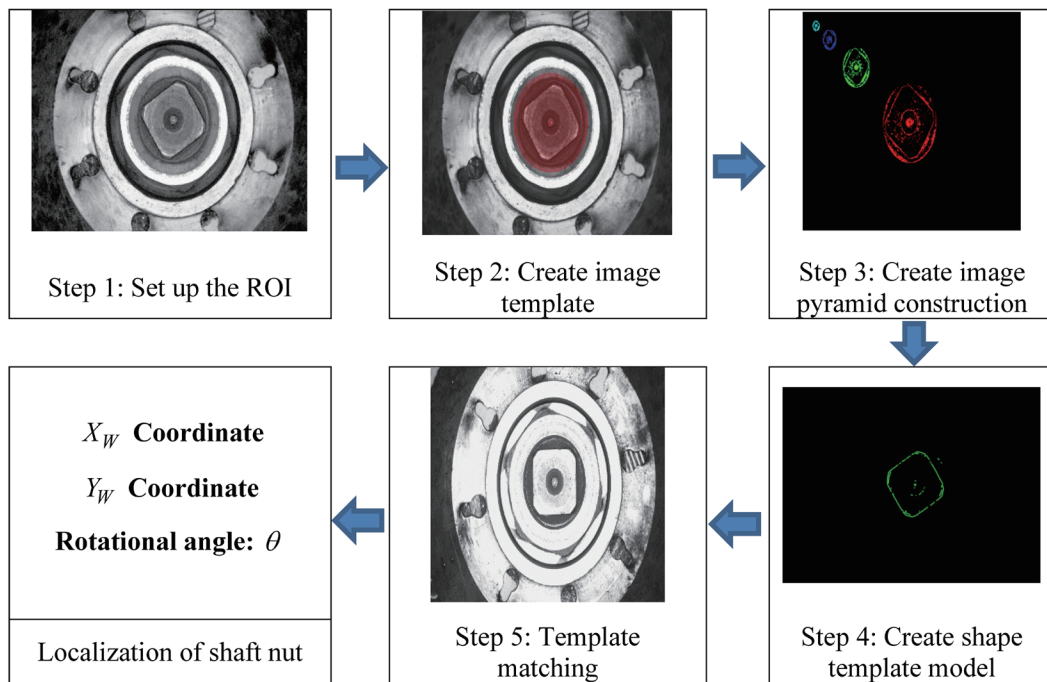 Step 1: Set up the ROI
Step 2: Create image
template
Step 3: Create image
pyramid construction
Step 4: Create shape
template model
Step 5: Template
matching
X_W Coordinate
Y_W Coordinate
Rotational angle: θ
Localization of shaft nut